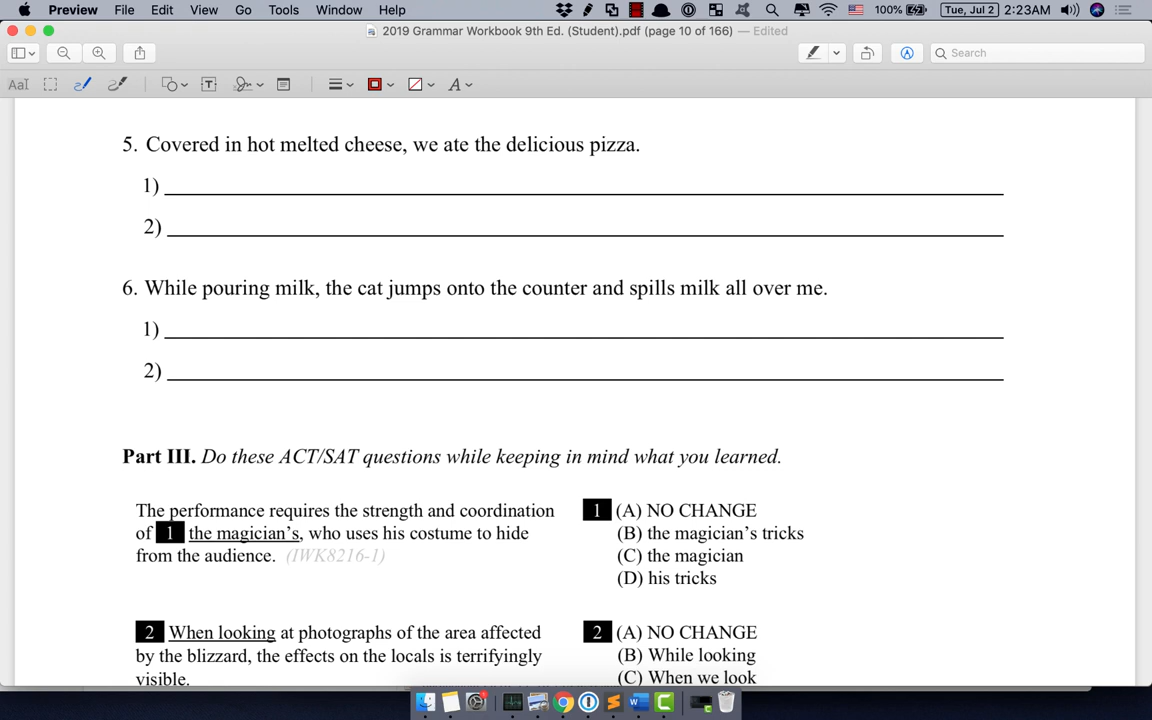 Preview File Edit View Go Tools Window Help 100% Tue, Jul 2 2:23AM
2019 Grammar Workbook 9th Ed. (Student).pdf (page 10 of 166) — Edited
Search
AaI T A
5. Covered in hot melted cheese, we ate the delicious pizza.
1)
2)
6. While pouring milk, the cat jumps onto the counter and spills milk all over me.
1)
2)
Part III. Do these ACT/SAT questions while keeping in mind what you learned.
The performance requires the strength and coordination
of 1 the magician's, who uses his costume to hide
from the audience. (IWK8216-1)
1 (A) NO CHANGE
(B) the magician's tricks
(C) the magician
(D) his tricks
2 When looking at photographs of the area affected
by the blizzard, the effects on the locals is terrifyingly
visible.
2 (A) NO CHANGE
(B) While looking
(C) When we look